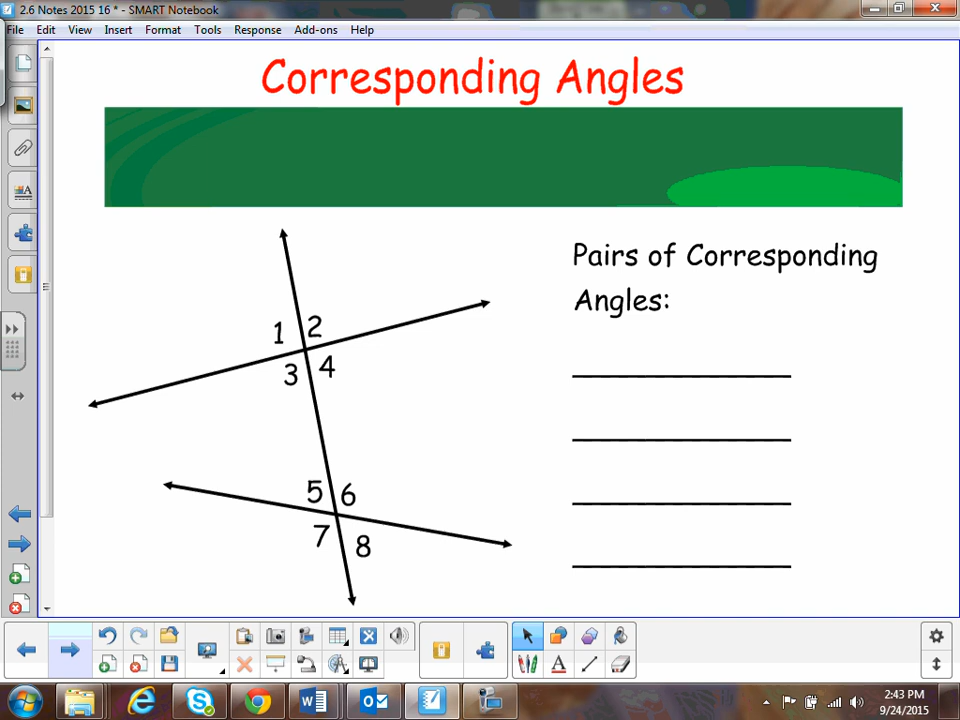 2.6 Notes 2015 16 * - SMART Notebook
File Edit View Insert Format Tools Response Add-ons Help
Corresponding Angles
Pairs of Corresponding
Angles:
1 2
3 4
5 6
7 8
2:43 PM
9/24/2015